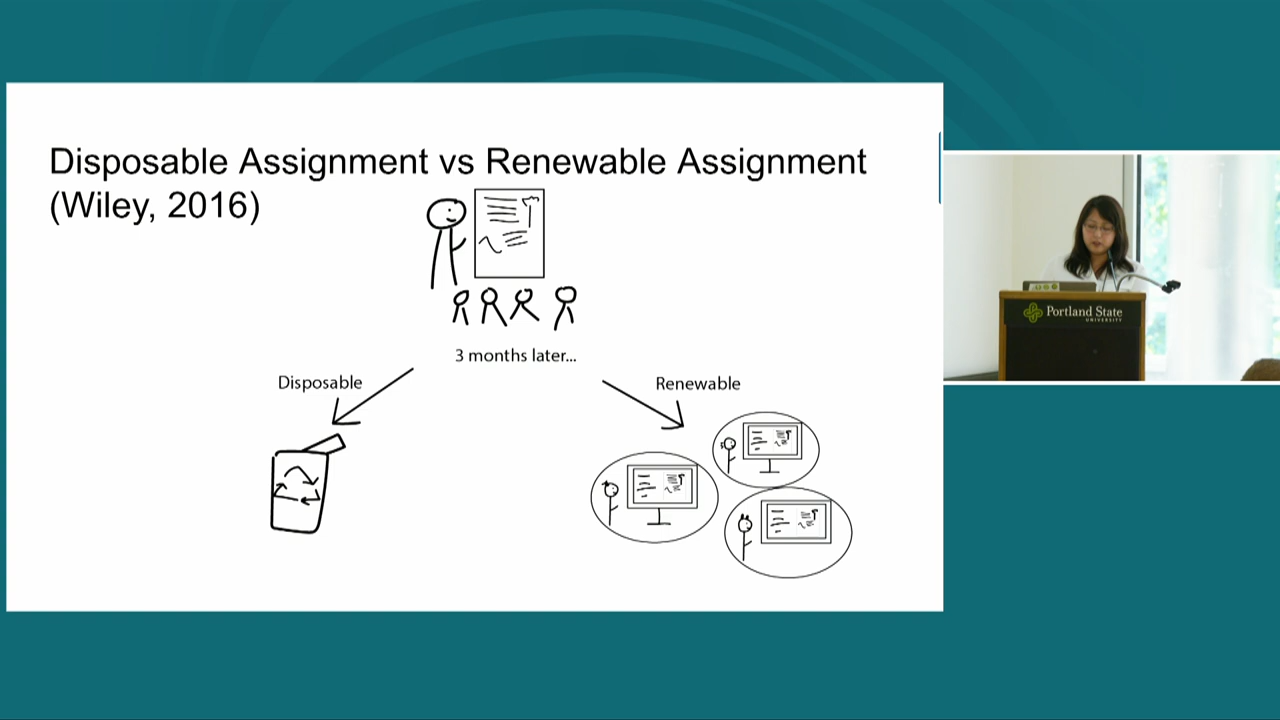 Disposable Assignment vs Renewable Assignment
(Wiley, 2016)
3 months later...
Disposable
Renewable
Portland State
UNIVERSITY